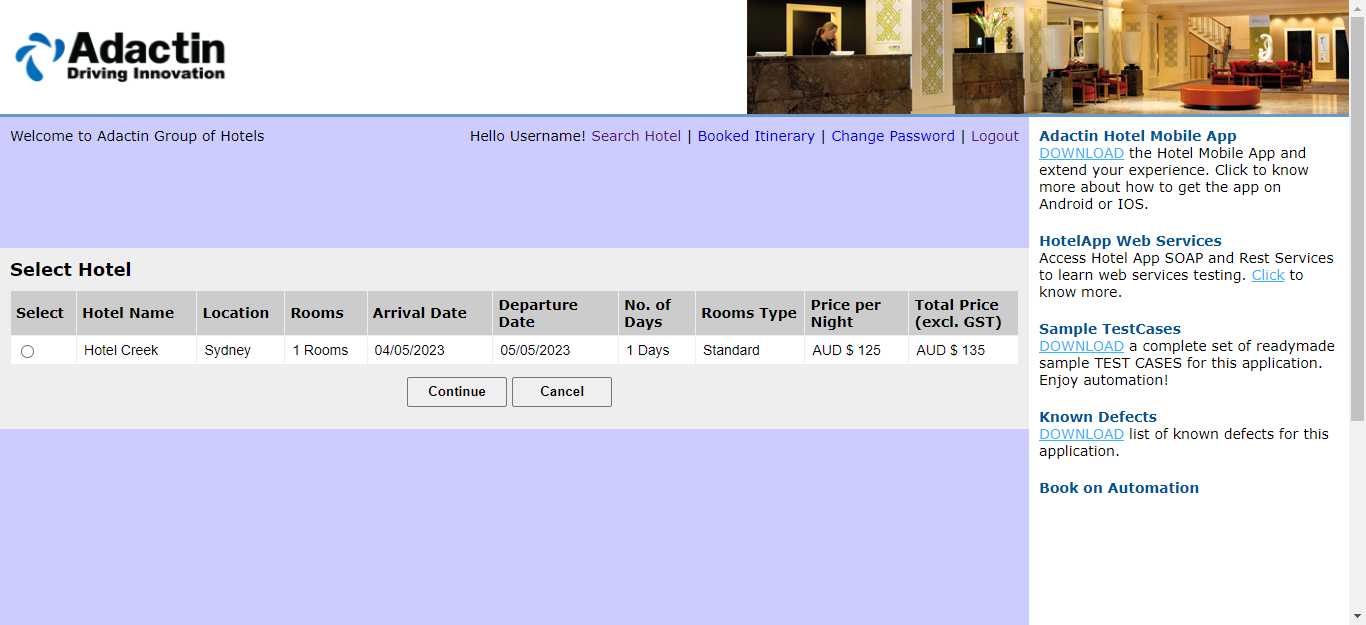 Adactin
Driving Innovation
Welcome to Adactin Group of Hotels
Hello Username! Search Hotel | Booked Itinerary | Change Password | Logout
Select Hotel
Select Hotel Name Location Rooms Arrival Date Departure Date No. of Days Rooms Type Price per Night Total Price (excl. GST)
Hotel Creek Sydney 1 Rooms 04/05/2023 05/05/2023 1 Days Standard AUD $ 125 AUD $ 135
Continue Cancel
Adactin Hotel Mobile App
DOWNLOAD the Hotel Mobile App and
extend your experience. Click to know
more about how to get the app on
Android or IOS.
HotelApp Web Services
Access Hotel App SOAP and Rest Services
to learn web services testing. Click to
know more.
Sample TestCases
DOWNLOAD a complete set of readymade
sample TEST CASES for this application.
Enjoy automation!
Known Defects
DOWNLOAD list of known defects for this
application.
Book on Automation